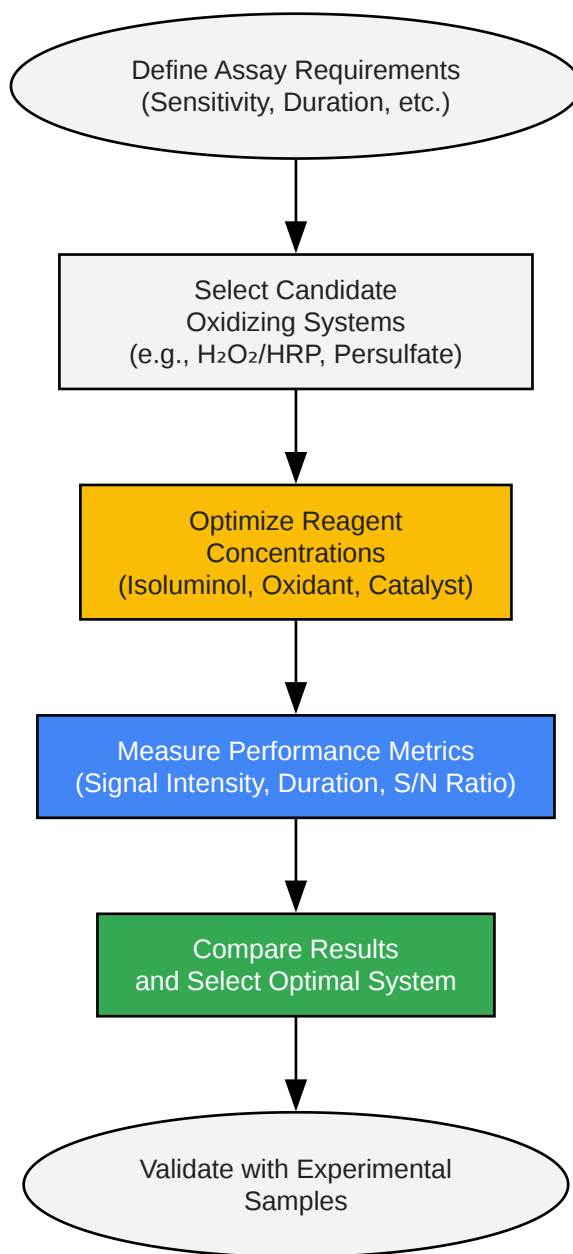 Define Assay Requirements
(Sensitivity, Duration, etc.)
Select Candidate
Oxidizing Systems
(e.g., H₂O₂/HRP, Persulfate)
Optimize Reagent
Concentrations
(Isoluminol, Oxidant, Catalyst)
Measure Performance Metrics
(Signal Intensity, Duration, S/N Ratio)
Compare Results
and Select Optimal System
Validate with Experimental
Samples